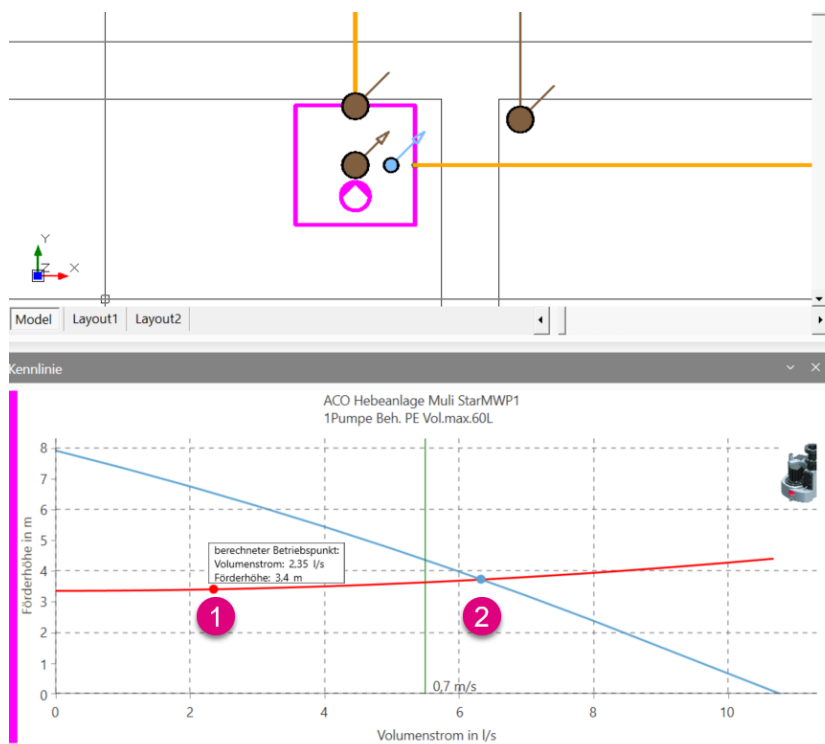 Y
Z
X
Model Layout1 Layout2
Kennlinie
ACO Hebeanlage Muli StarMWP1
1Pumpe Beh. PE Vol.max.60L
Förderhöhe in m
8
7
6
5
4
3
2
1
0
berechneter Betriebspunkt:
Volumenstrom: 2,35 l/s
Förderhöhe: 3,4 m
1
2
0,7 m/s
0 2 4 6 8 10
Volumenstrom in l/s